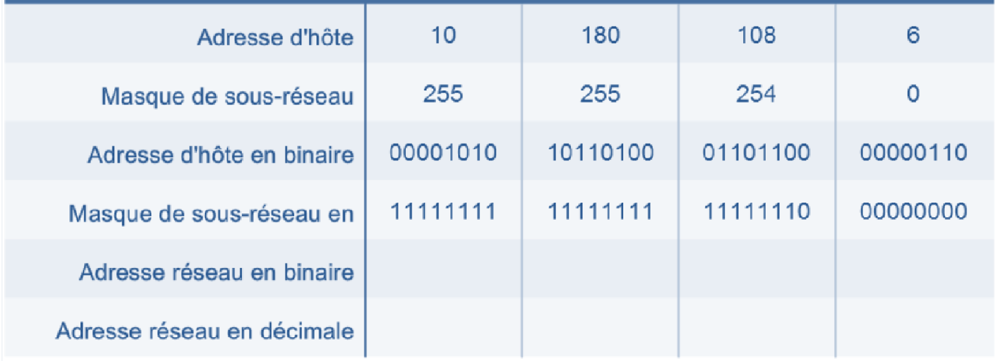 Adresse d'hôte 10 180 108 6
Masque de sous-réseau 255 255 254 0
Adresse d'hôte en binaire 00001010 10110100 01101100 00000110
Masque de sous-réseau en 11111111 11111111 11111110 00000000
Adresse réseau en binaire
Adresse réseau en décimale